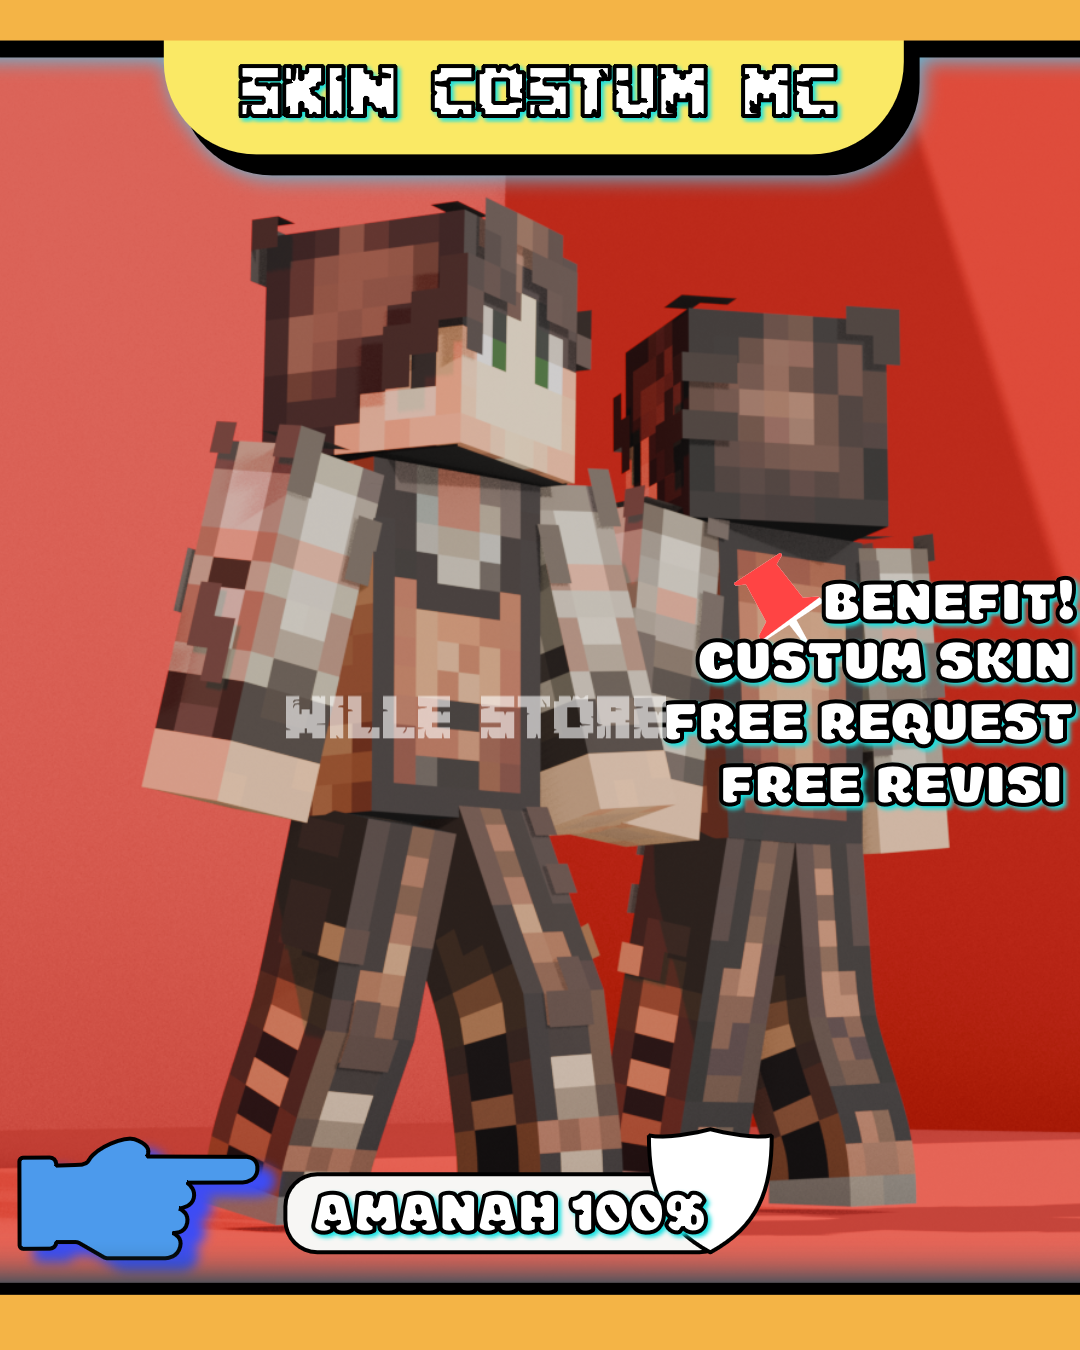 SKIN COSTUM MC
BENEFIT!
CUSTUM SKIN
WILLE STORE
FREE REQUEST
FREE REVISI
AMANAH 100%